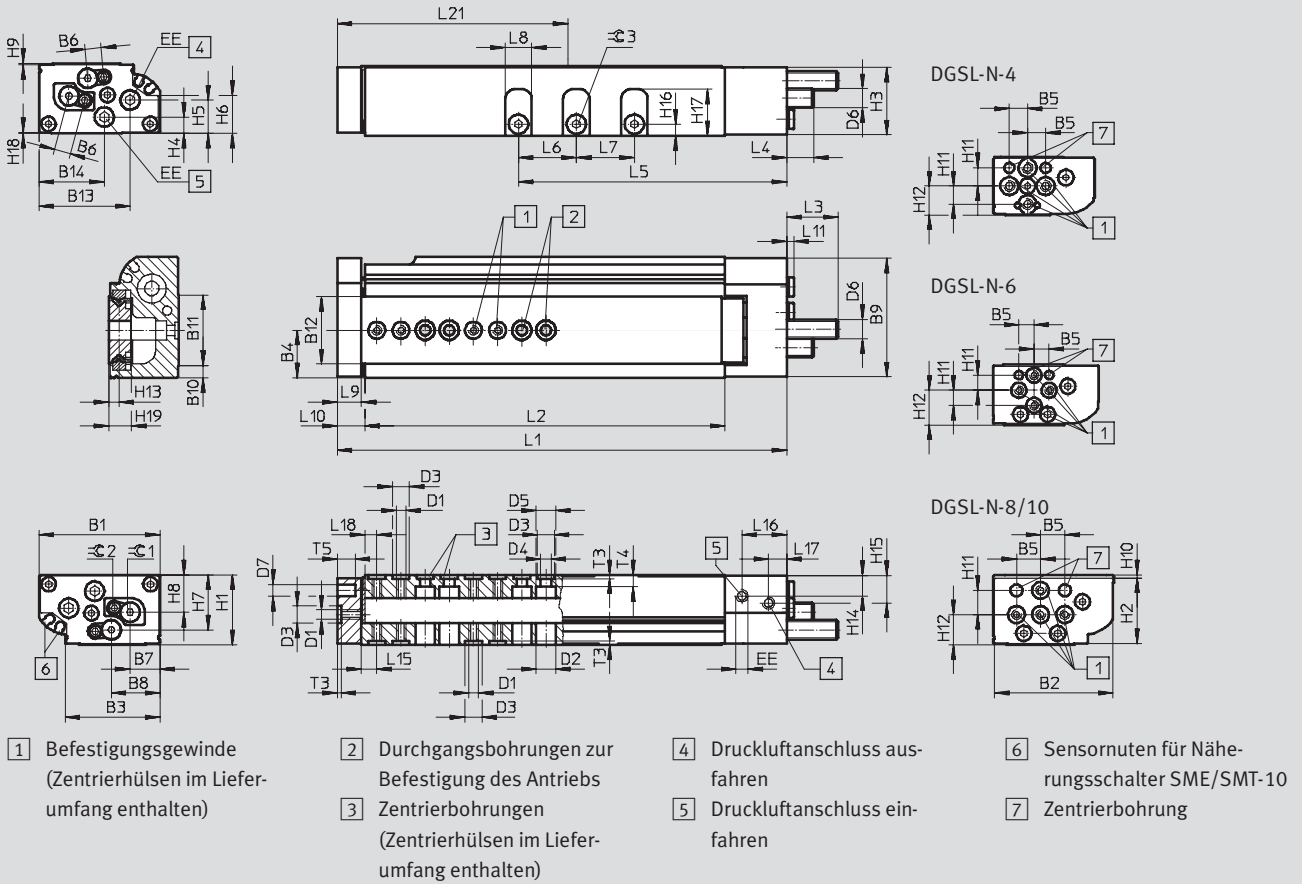 L21
L8
3
H9
B6
EE 4
H18
B6
B14
B13
EE 5
H4
H5
H6
H16
H17
L6
L7
L5
L4
D6
H3
DGSL-N-4
B5
B5
7
H11
H11
H12
1
1
2
L3
L11
D6
B9
B12
B4
L9
L10
L2
L1
B11
B10
H13
H19
DGSL-N-6
B5
B5
7
H11
H11
H12
1
B1
2
1
H8
H7
H1
6
B7
B8
B3
D3
D1
L18
T5
D7
D3
D1
3
D5
D3
D4
T3
T4
L15
T3
D1
D3
D2
T3
5
L16
L17
H15
H14
EE
4
DGSL-N-8/10
B5
B5
7
H11
H12
H10
H2
1
B2
1 Befestigungsgewinde
(Zentrierhülsen im Liefer-
umfang enthalten)
2 Durchgangsbohrungen zur
Befestigung des Antriebs
3 Zentrierbohrungen
(Zentrierhülsen im Liefer-
umfang enthalten)
4 Druckluftanschluss aus-
fahren
5 Druckluftanschluss ein-
fahren
6 Sensornuten für Nähe-
rungsschalter SME/SMT-10
7 Zentrierbohrung